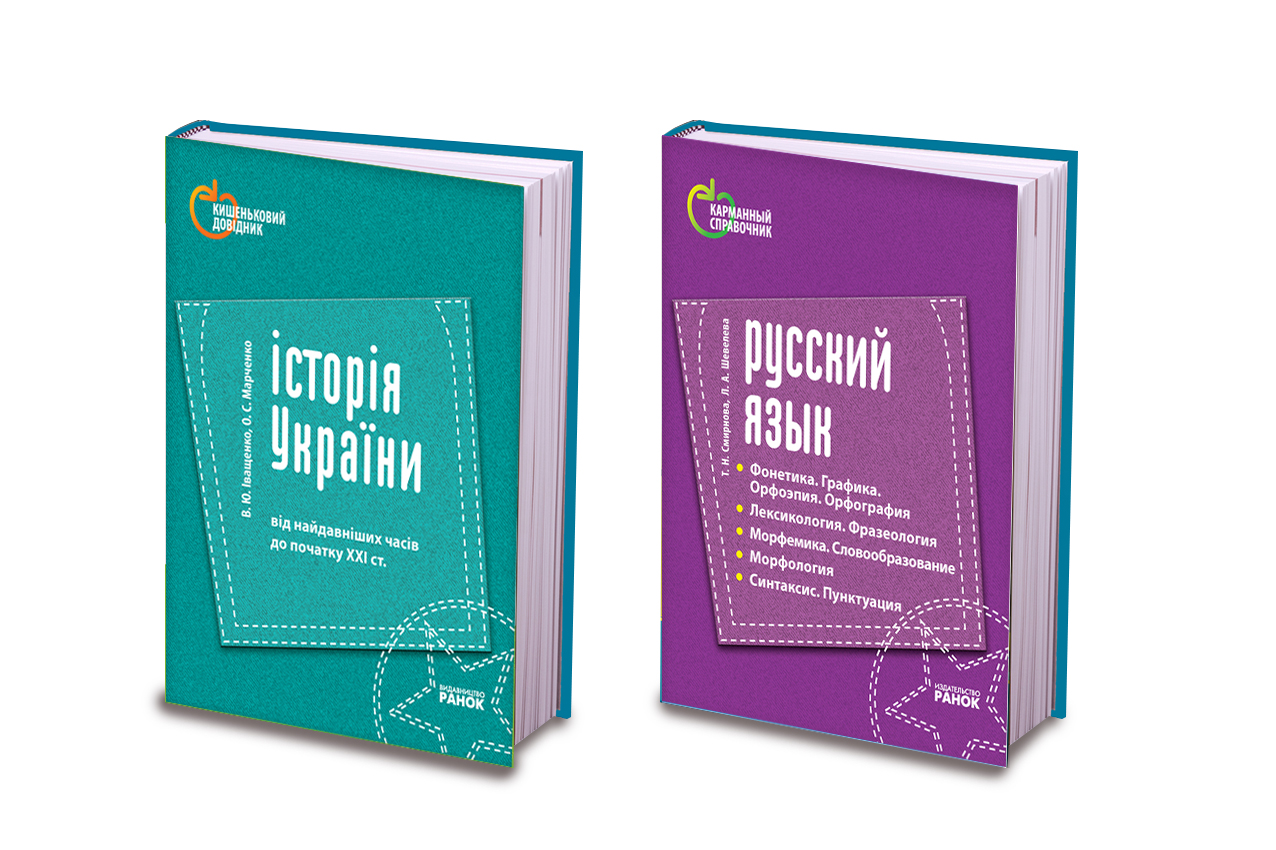 КИШЕНЬКОВИЙ
ДОВІДНИК
В. Ю. Іващенко, О. С. Марченко
історія
України
від найдавніших часів
до початку XXI ст.
ВИДАВНИЦТВО
РАНОК
КАРМАННЫЙ
СПРАВОЧНИК
Т. Н. Смирнова, Л. А. Шевелева
русский
язык
• Фонетика. Графика.
Орфоэпия. Орфография
• Лексикология. Фразеология
• Морфемика. Словообразование
• Морфология
• Синтаксис. Пунктуация
ИЗДАТЕЛЬСТВО
РАНОК